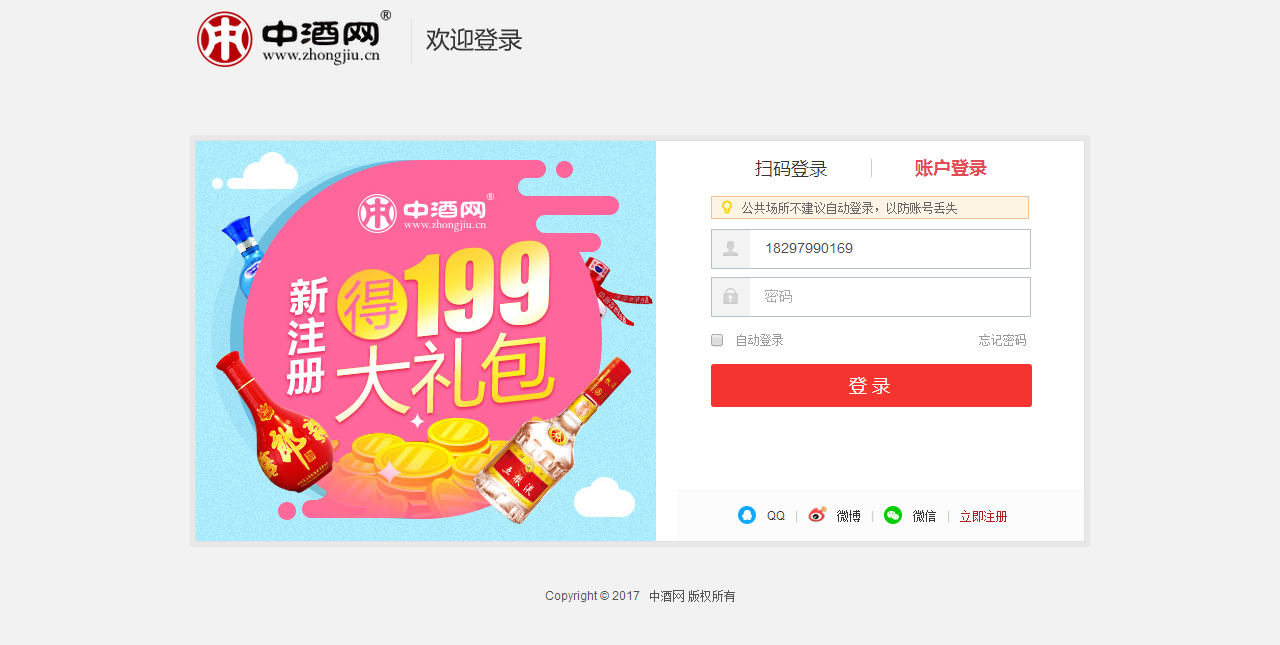 中酒网®
www.zhongjiu.cn
欢迎登录
中酒网®
www.zhongjiu.cn
新注册
得199
大礼包
郎
五粮液
扫码登录
账户登录
公共场所不建议自动登录，以防账号丢失
18297990169
密码
自动登录
忘记密码
登 录
QQ
微博
微信
立即注册
Copyright © 2017 中酒网 版权所有